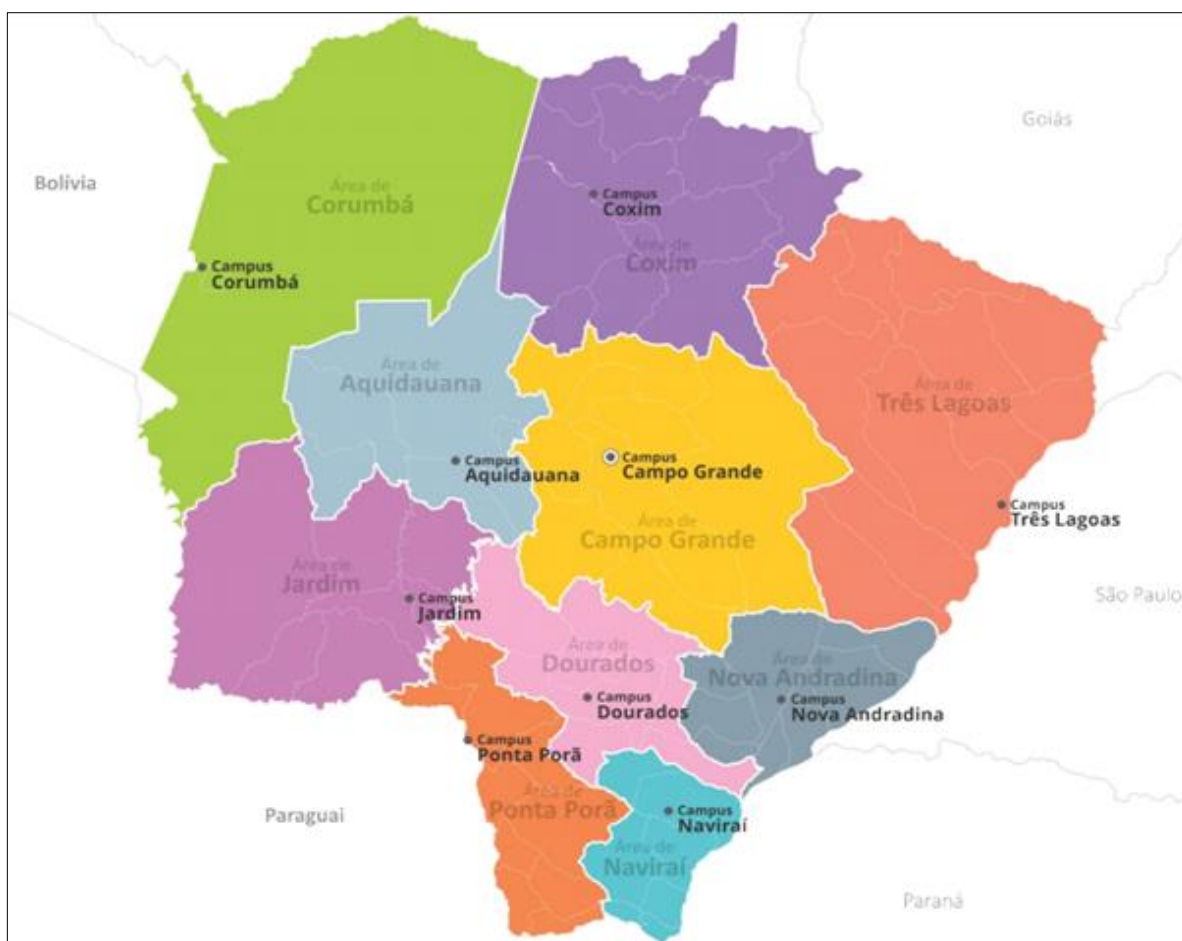 Goiás
Bolívia
Área de
Corumbá
Campus
Coxim
Área de
Coxim
Campus
Corumbá
Área de
Aquidauana
Área de
Três Lagoas
Campus
Aquidauana
Campus
Campo Grande
Campus
Três Lagoas
Área de
Campo Grande
Área de
Jardim
Campus
Jardim
São Paulo
Área de
Dourados
Área de
Nova Andradina
Campus
Dourados
Campus
Nova Andradina
Campus
Ponta Porã
Área de
Ponta Porã
Paraguai
Campus
Naviraí
Área de
Naviraí
Paraná